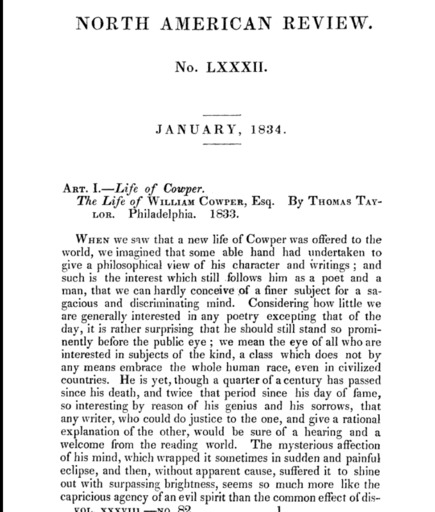 NORTH AMERICAN REVIEW.
No. LXXXII.
JANUARY, 1834.
ART. I.—Life of Cowper.
The Life of WILLIAM COWPER, Esq. By THOMAS TAY-
LOR. Philadelphia. 1833.
WHEN we saw that a new life of Cowper was offered to the
world, we imagined that some able hand had undertaken to
give a philosophical view of his character and writings ; and
such is the interest which still follows him as a poet and a
man, that we can hardly conceive of a finer subject for a sa-
gacious and discriminating mind. Considering how little we
are generally interested in any poetry excepting that of the
day, it is rather surprising that he should still stand so promi-
nently before the public eye ; we mean the eye of all who are
interested in subjects of the kind, a class which does not by
any means embrace the whole human race, even in civilized
countries. He is yet, though a quarter of a century has passed
since his death, and twice that period since his day of fame,
so interesting by reason of his genius and his sorrows, that
any writer, who could do justice to the one, and give a rational
explanation of the other, would be sure of a hearing and a
welcome from the reading world. The mysterious affection
of his mind, which wrapped it sometimes in sudden and painful
eclipse, and then, without apparent cause, suffered it to shine
out with surpassing brightness, seems so much more like the
capricious agency of an evil spirit than the common effect of dis-
VOL. XXXVIII.—NO. 82. 1